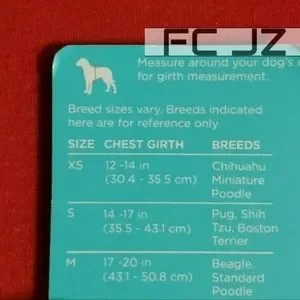 FC JZ
Measure around your dog's
for girth measurement.
Breed sizes vary. Breeds indicated
here are for reference only.
SIZE CHEST GIRTH BREEDS
XS 12 -14 in Chihuahu
(30.4 - 35.5 cm) Miniature
Poodle
S 14 -17 in Pug, Shih
(35.5 - 43.1 cm) Tzu, Boston
Terrier
M 17 -20 in Beagle,
(43.1 - 50.8 cm) Standard
Poodle